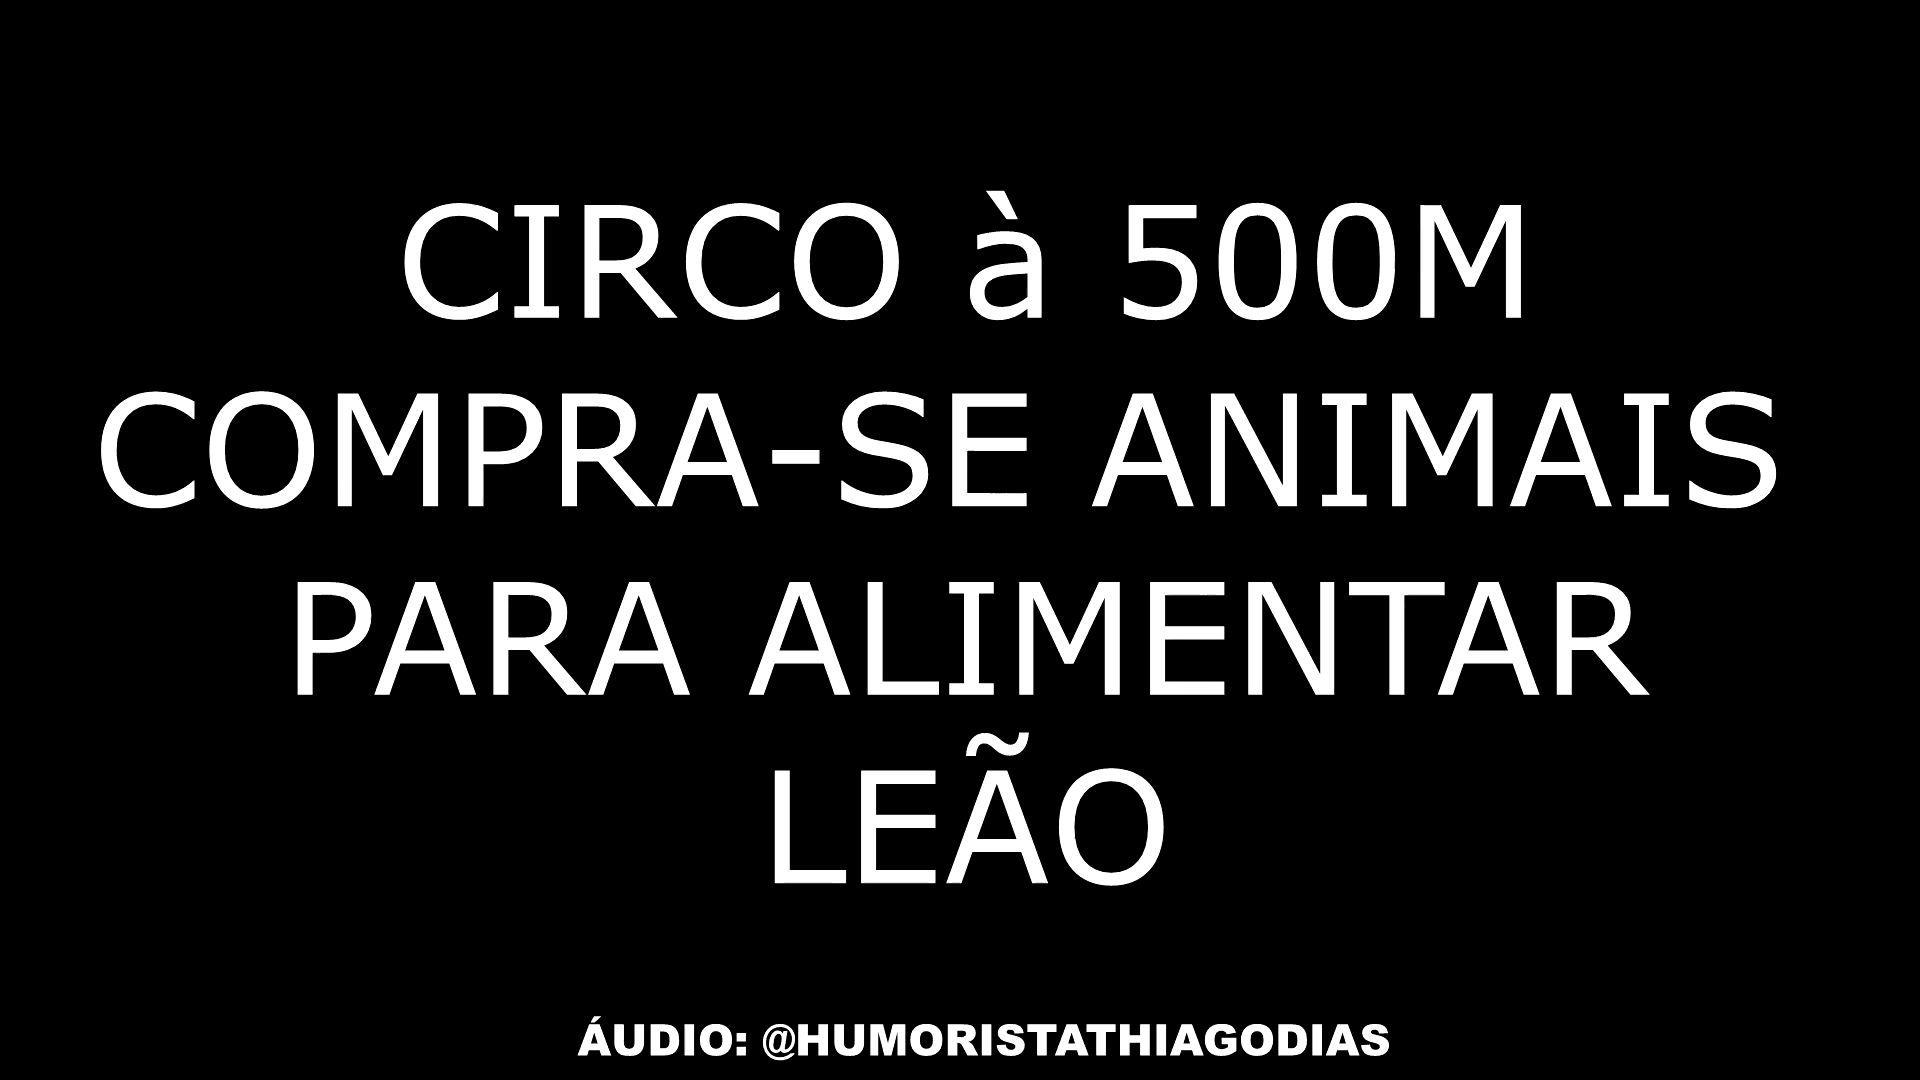 CIRCO à 500M
COMPRA-SE ANIMAIS
PARA ALIMENTAR
LEÃO
ÁUDIO: @HUMORISTATHIAGODIAS